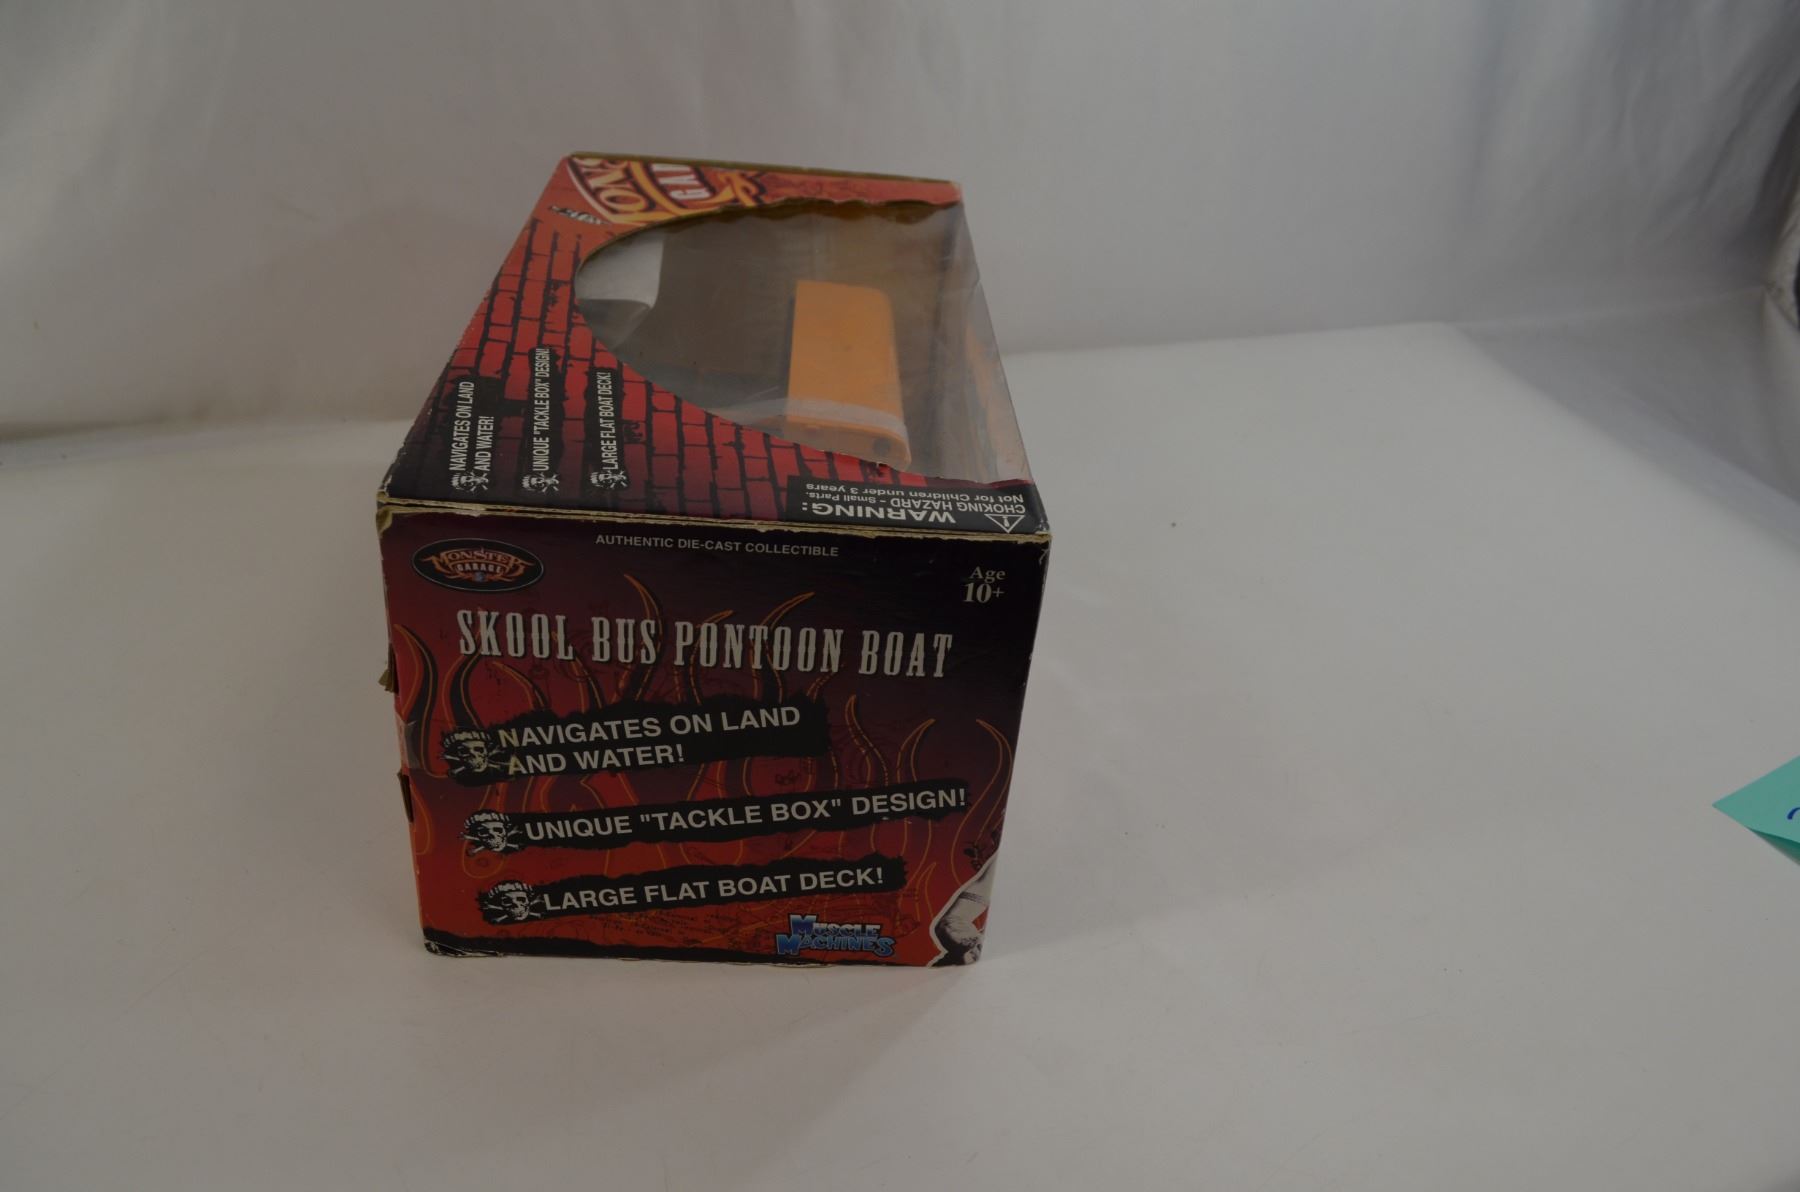 ONS
GA
NAVIGATES ON LAND
AND WATER!
UNIQUE "TACKLE BOX" DESIGN!
LARGE FLAT BOAT DECK!
WARNING:
CHOKING HAZARD - Small Parts.
Not for Children under 3 years
AUTHENTIC DIE-CAST COLLECTIBLE
MONSTER
GARAGE
Age
10+
SKOOL BUS PONTOON BOAT
NAVIGATES ON LAND
AND WATER!
UNIQUE "TACKLE BOX" DESIGN!
LARGE FLAT BOAT DECK!
MUSCLE
MACHINES